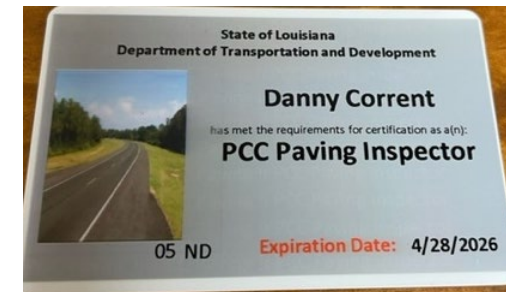 State of Louisiana
Department of Transportation and Development
Danny Corrent
has met the requirements for certification as a(n):
PCC Paving Inspector
05 ND
Expiration Date: 4/28/2026